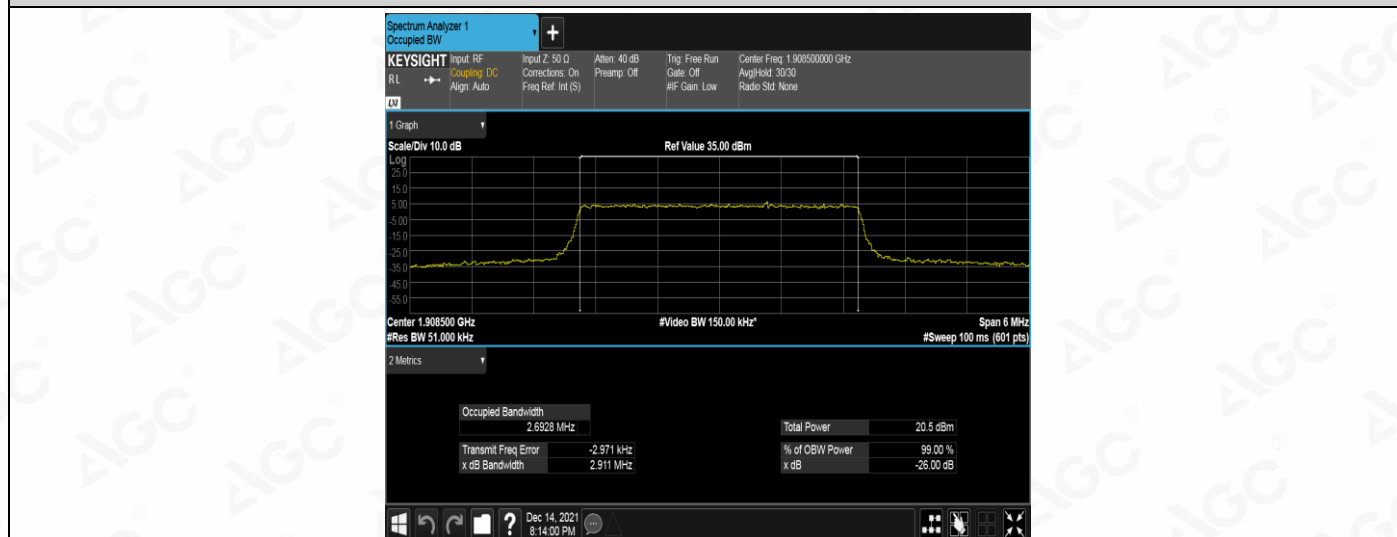 Spectrum Analyzer 1
Occupied BW
+
KEYSIGHT
R L
LXI
Input: RF
Coupling: DC
Align: Auto
Input Z: 50 Ω
Corrections: On
Freq Ref: Int (S)
Atten: 40 dB
Preamp: Off
Trig: Free Run
Gate: Off
#IF Gain: Low
Center Freq: 1.908500000 GHz
Avg|Hold: 30/30
Radio Std: None
1 Graph
Scale/Div 10.0 dB
Ref Value 35.00 dBm
Log
25.0
15.0
5.00
-5.00
-15.0
-25.0
-35.0
-45.0
-55.0
Center 1.908500 GHz
#Video BW 150.00 kHz*
Span 6 MHz
#Res BW 51.000 kHz
#Sweep 100 ms (601 pts)
2 Metrics
Occupied Bandwidth
2.6928 MHz
Transmit Freq Error -2.971 kHz
x dB Bandwidth 2.911 MHz
Total Power 20.5 dBm
% of OBW Power 99.00 %
x dB -26.00 dB
?
Dec 14, 2021
8:14:00 PM
AGC